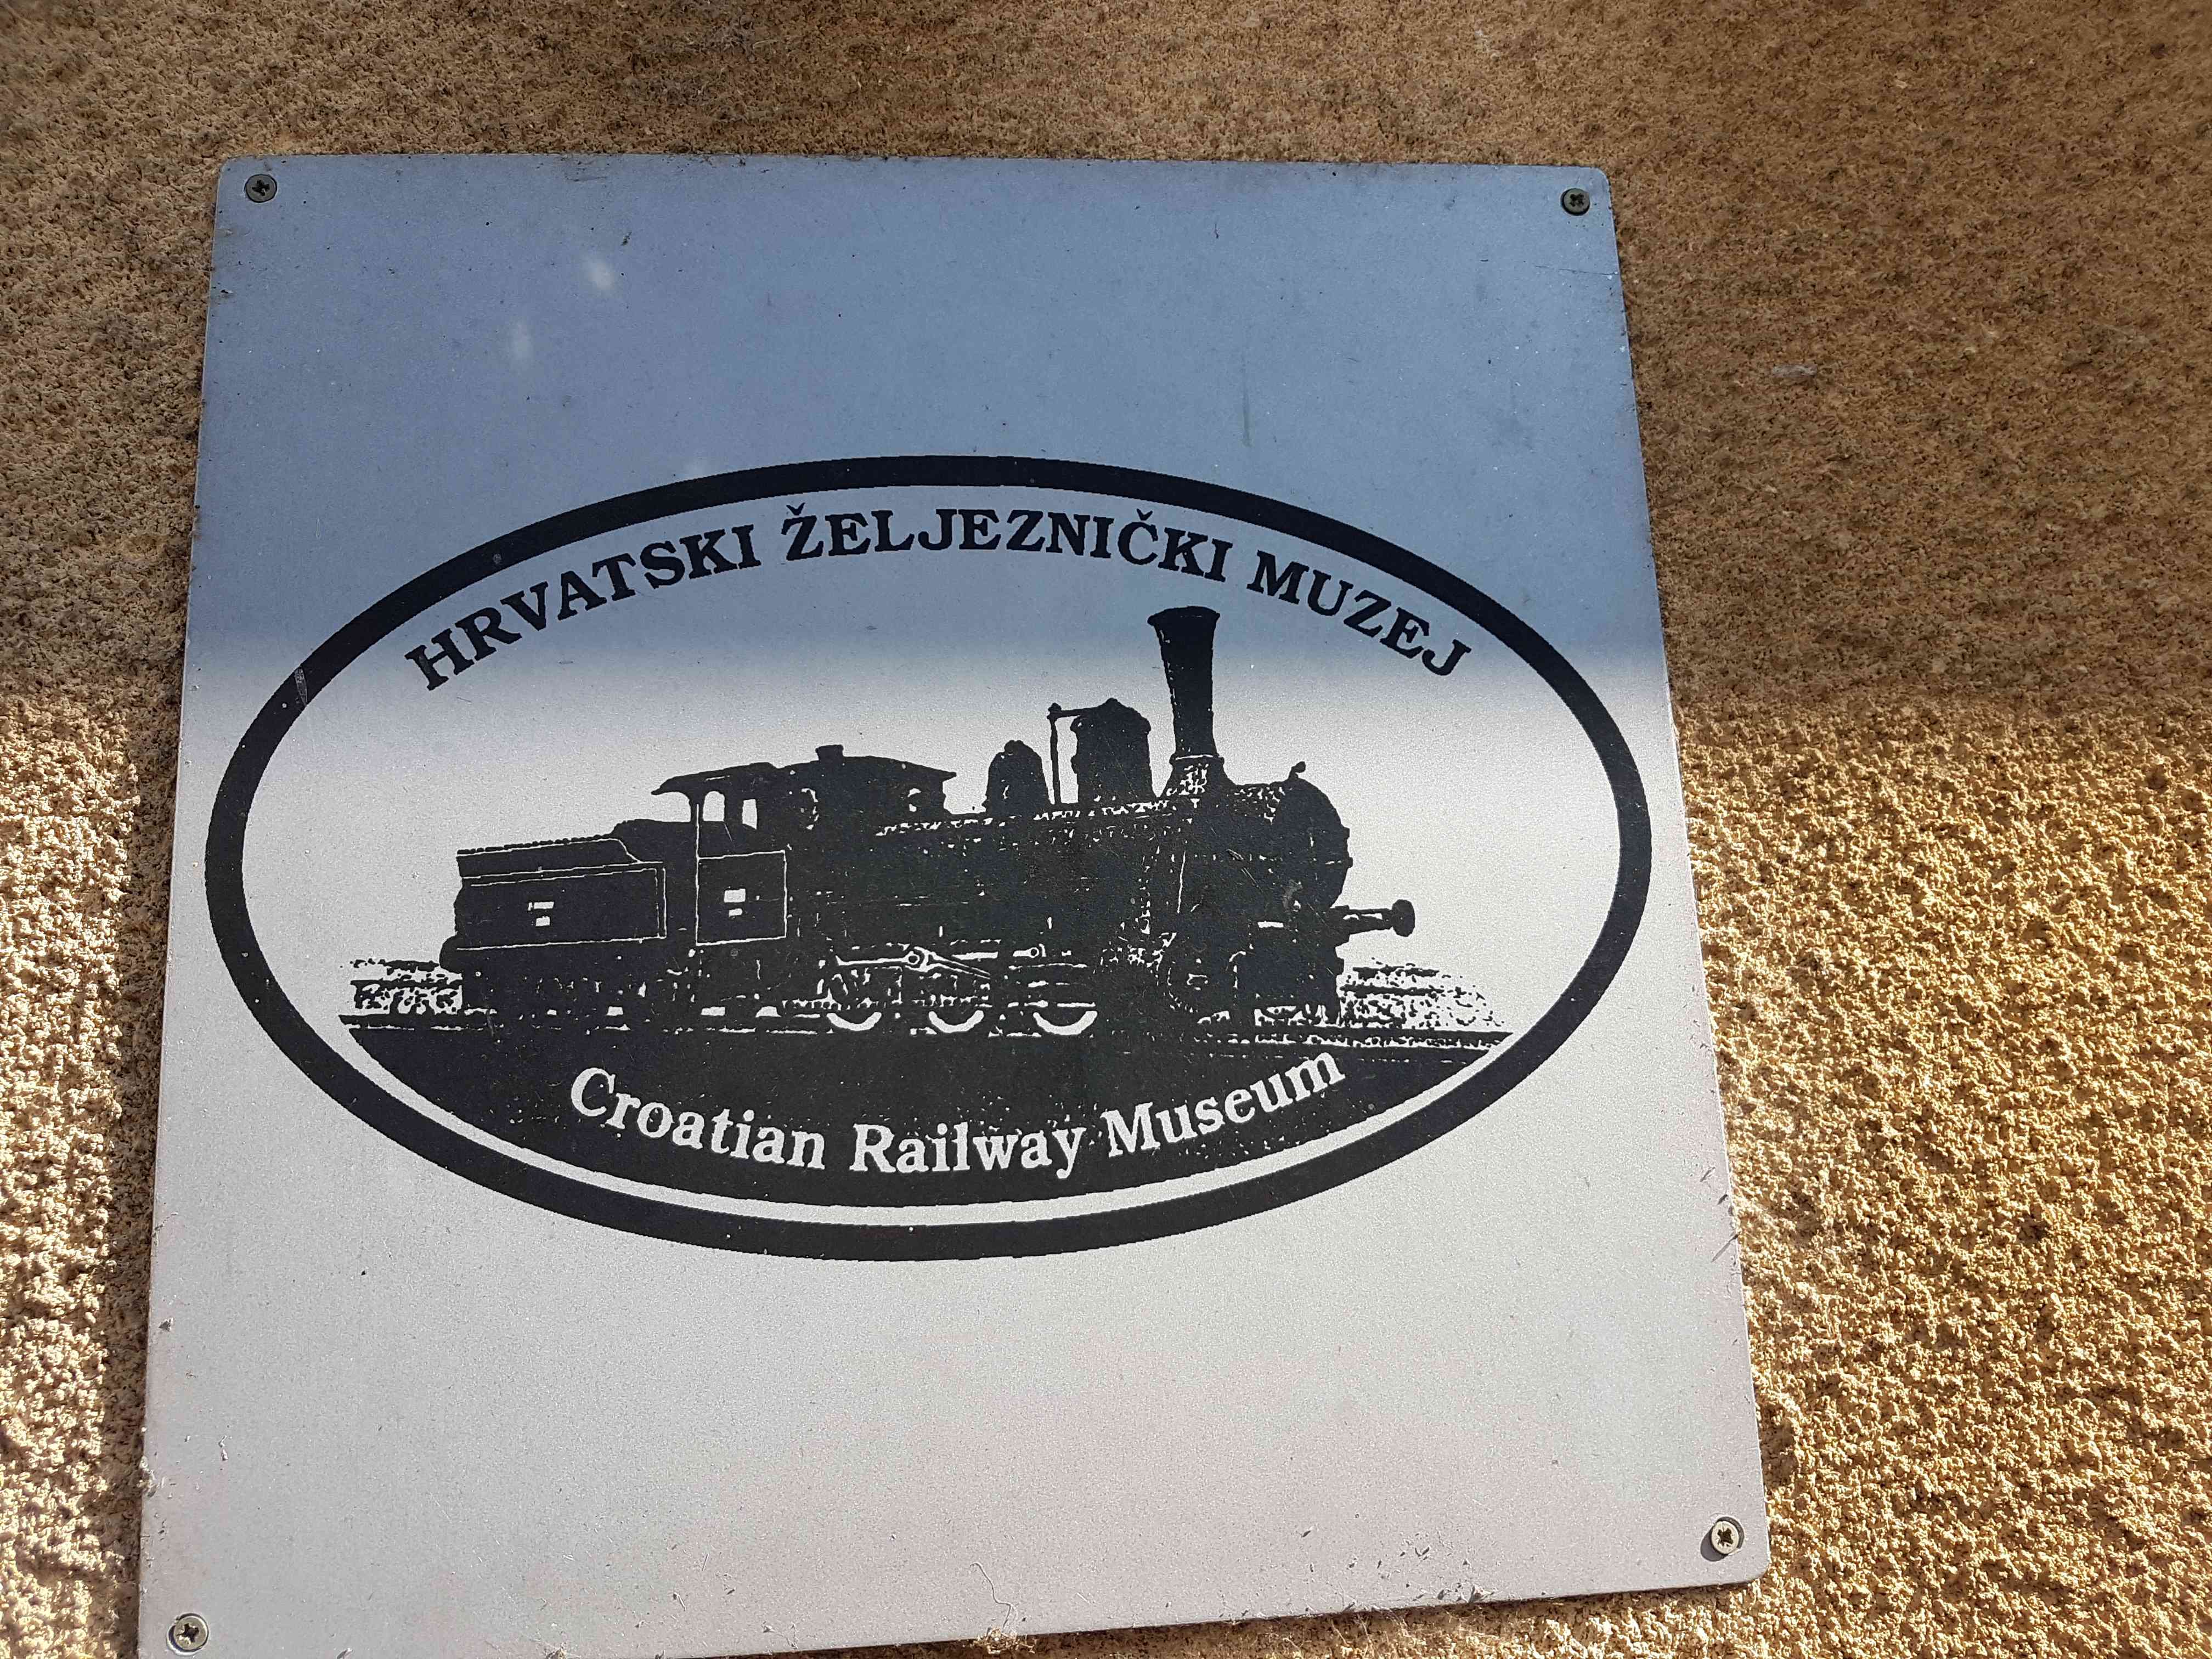 HRVATSKI ŽELJEZNIČKI MUZEJ
Croatian Railway Museum